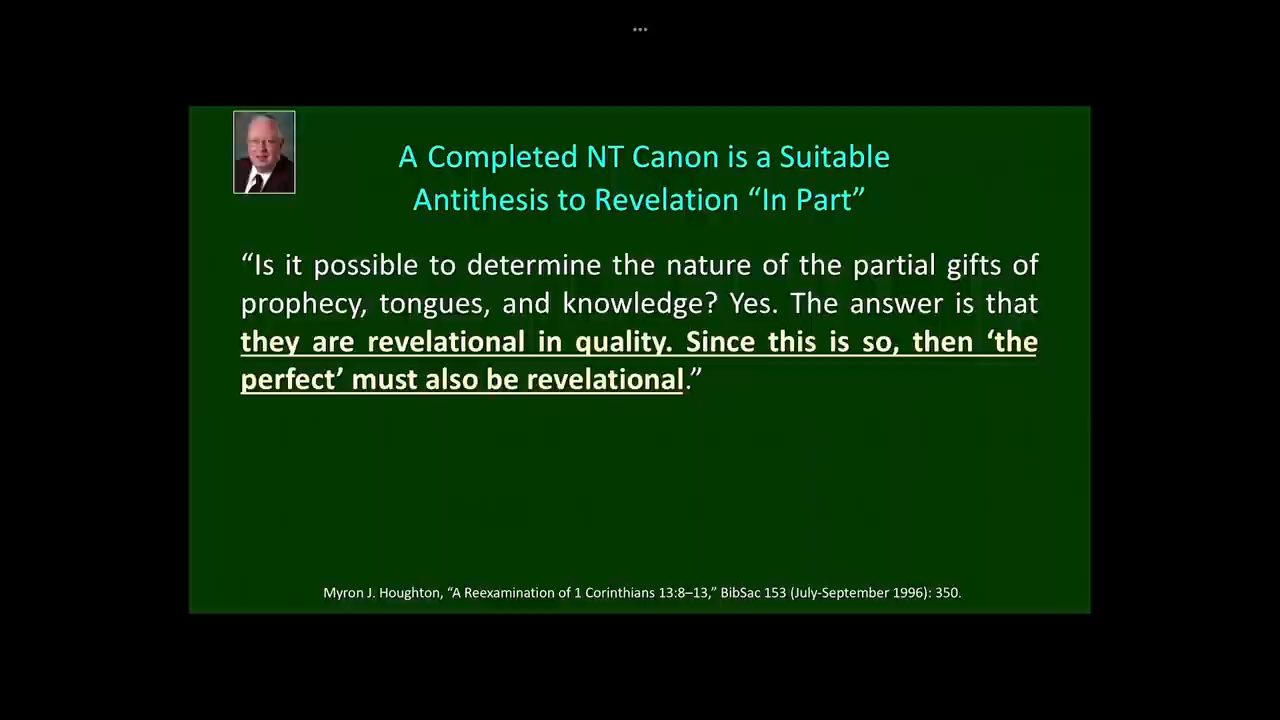 A Completed NT Canon is a Suitable
Antithesis to Revelation “In Part”
“Is it possible to determine the nature of the partial gifts of
prophecy, tongues, and knowledge? Yes. The answer is that
they are revelational in quality. Since this is so, then ‘the
perfect’ must also be revelational.”
Myron J. Houghton, “A Reexamination of 1 Corinthians 13:8–13,” BibSac 153 (July-September 1996): 350.